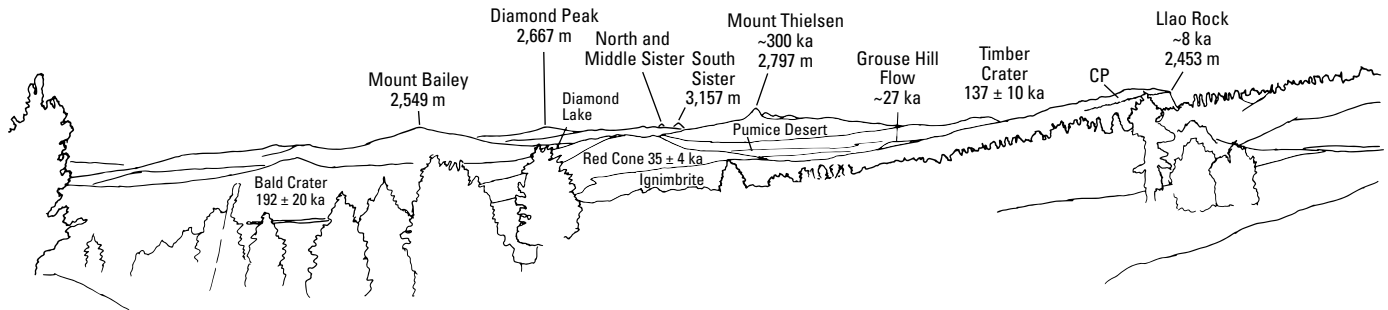 Mount Bailey
2,549 m
Diamond Peak
2,667 m
Diamond
Lake
North and
Middle Sister
South
Sister
3,157 m
Mount Thielsen
~300 ka
2,797 m
Grouse Hill
Flow
~27 ka
Timber
Crater
137 ± 10 ka
CP
Llao Rock
~8 ka
2,453 m
Pumice Desert
Red Cone 35 ± 4 ka
Ignimbrite
Bald Crater
192 ± 20 ka